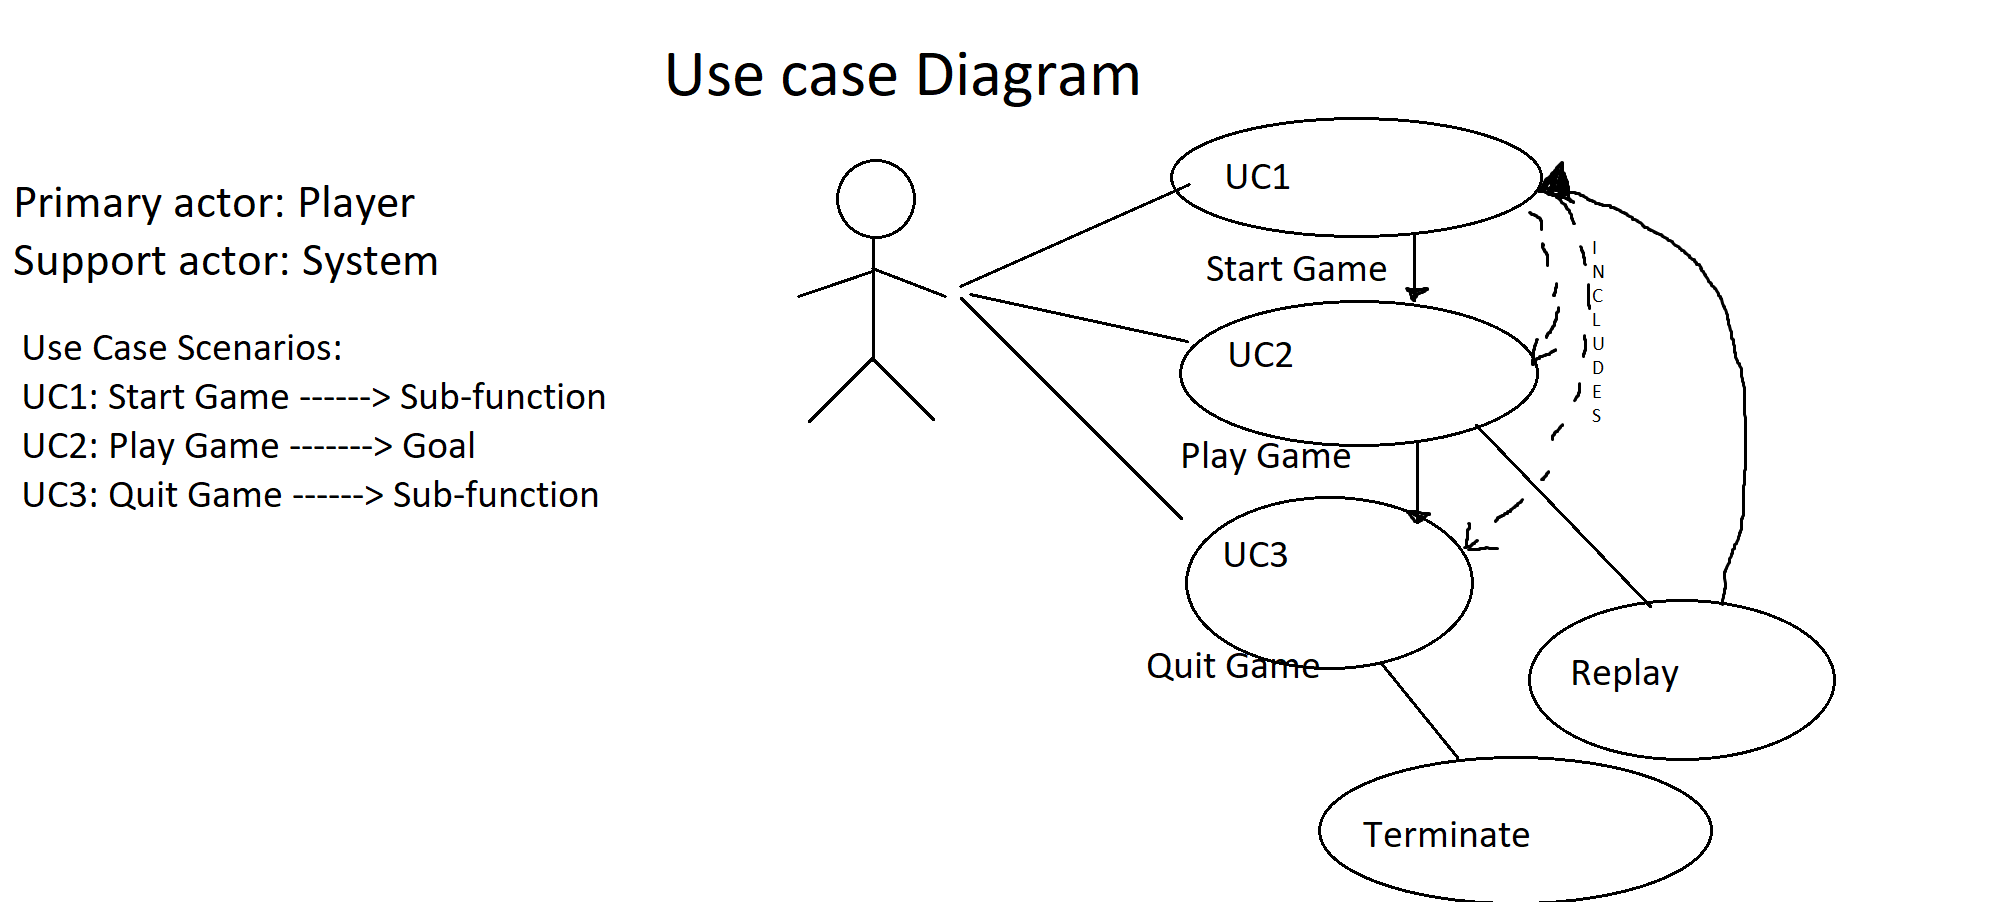 Use case Diagram
Primary actor: Player
Support actor: System
Use Case Scenarios:
UC1: Start Game ------> Sub-function
UC2: Play Game -------> Goal
UC3: Quit Game ------> Sub-function
UC1
Start Game
INCLUDES
UC2
Play Game
UC3
Quit Game
Replay
Terminate